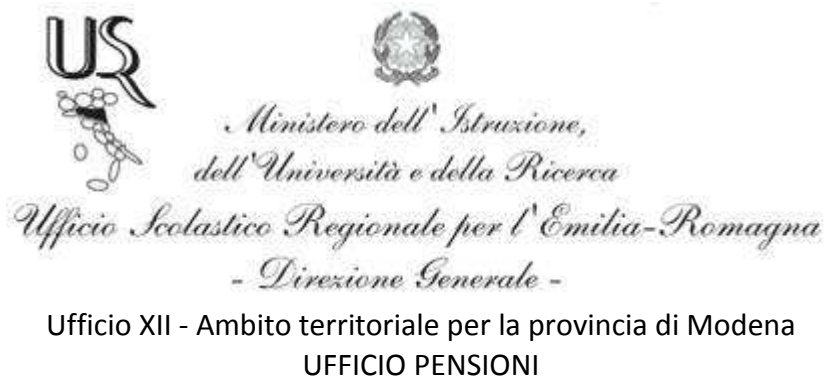 USR
Ministero dell'Istruzione,
dell'Università e della Ricerca
Ufficio Scolastico Regionale per l'Emilia-Romagna
- Direzione Generale -
Ufficio XII - Ambito territoriale per la provincia di Modena
UFFICIO PENSIONI